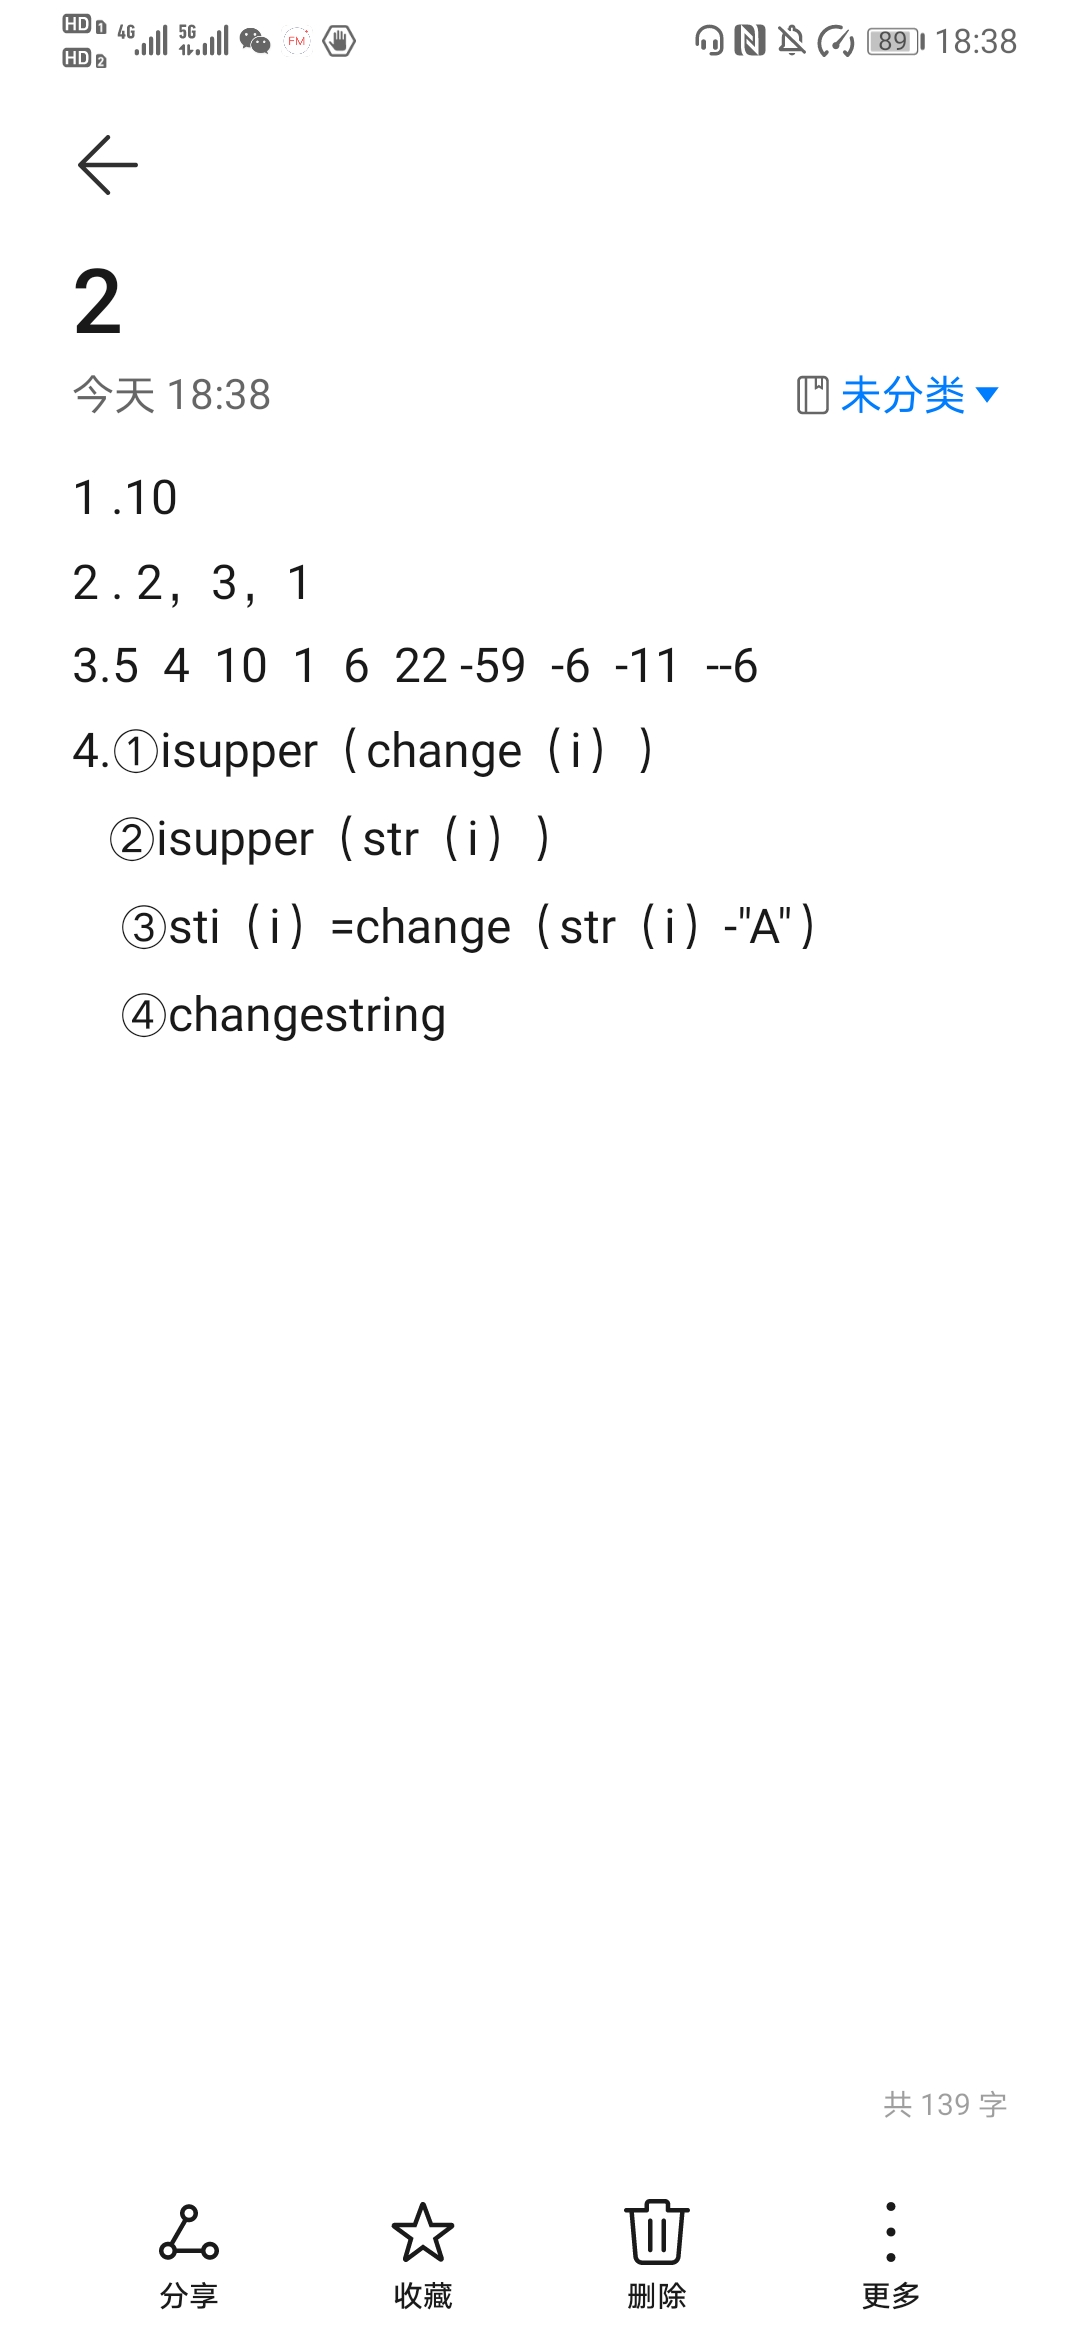 HD 1 4G 5G FM 89 18:38
HD 2
2
今天 18:38 未分类
1 .10
2 . 2，3，1
3.5 4 10 1 6 22 -59 -6 -11 --6
4.①isupper（change（i））
②isupper（str（i））
③sti（i）=change（str（i）-"A"）
④changestring
共 139 字
分享 收藏 删除 更多